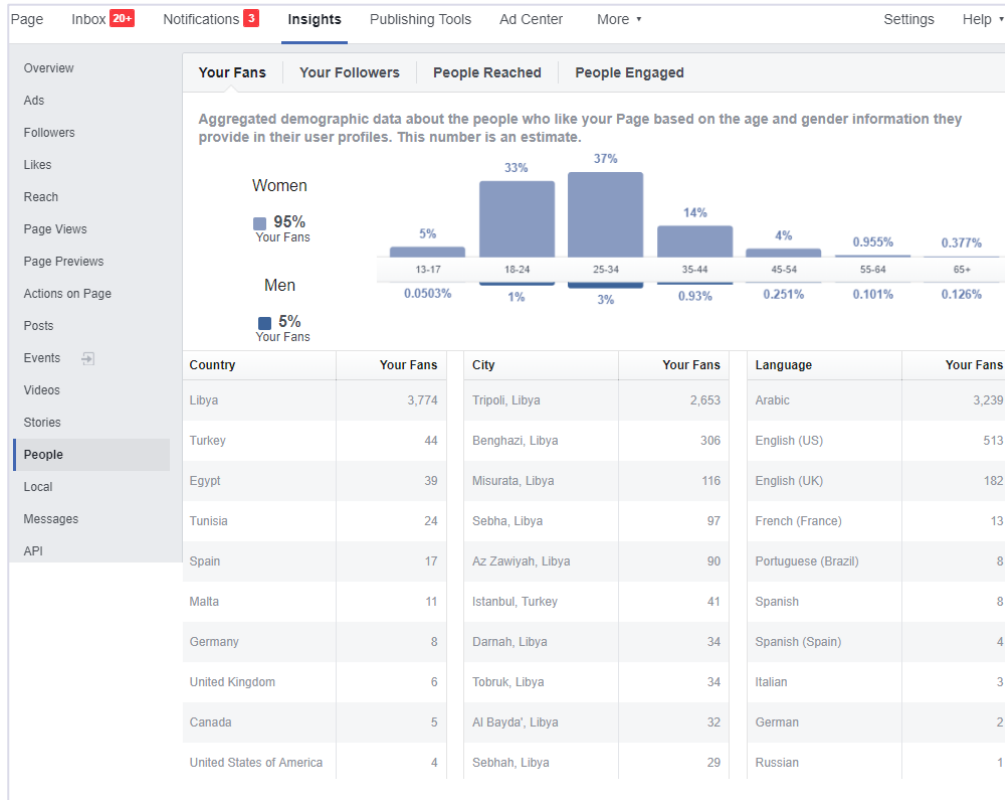 Page Inbox 20+ Notifications 3 Insights Publishing Tools Ad Center More Settings Help
Overview
Ads
Followers
Likes
Reach
Page Views
Page Previews
Actions on Page
Posts
Events
Videos
Stories
People
Local
Messages
API
Your Fans Your Followers People Reached People Engaged
Aggregated demographic data about the people who like your Page based on the age and gender information they
provide in their user profiles. This number is an estimate.
Women
95%
Your Fans
5% 33% 37% 14% 4% 0.955% 0.377%
13-17 18-24 25-34 35-44 45-54 55-64 65+
Men
5%
Your Fans
0.0503% 1% 3% 0.93% 0.251% 0.101% 0.126%
Country Your Fans City Your Fans Language Your Fans
Libya 3,774 Tripoli, Libya 2,653 Arabic 3,239
Turkey 44 Benghazi, Libya 306 English (US) 513
Egypt 39 Misurata, Libya 116 English (UK) 182
Tunisia 24 Sebha, Libya 97 French (France) 13
Spain 17 Az Zawiyah, Libya 90 Portuguese (Brazil) 8
Malta 11 Istanbul, Turkey 41 Spanish 8
Germany 8 Darnah, Libya 34 Spanish (Spain) 4
United Kingdom 6 Tobruk, Libya 34 Italian 3
Canada 5 Al Bayda', Libya 32 German 2
United States of America 4 Sebhah, Libya 29 Russian 1